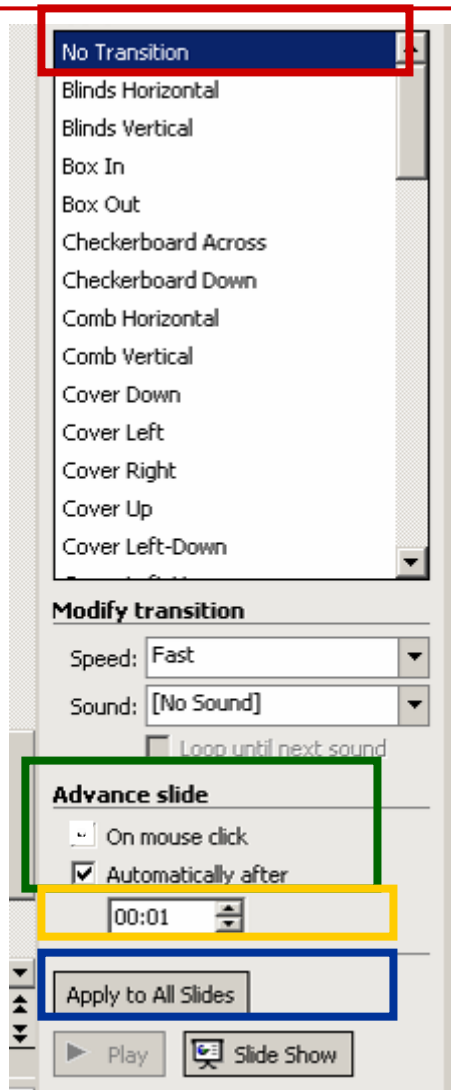 No Transition
Blinds Horizontal
Blinds Vertical
Box In
Box Out
Checkerboard Across
Checkerboard Down
Comb Horizontal
Comb Vertical
Cover Down
Cover Left
Cover Right
Cover Up
Cover Left-Down
Modify transition
Speed: Fast
Sound: [No Sound]
Loop until next sound
Advance slide
On mouse click
Automatically after
00:01
Apply to All Slides
Play Slide Show